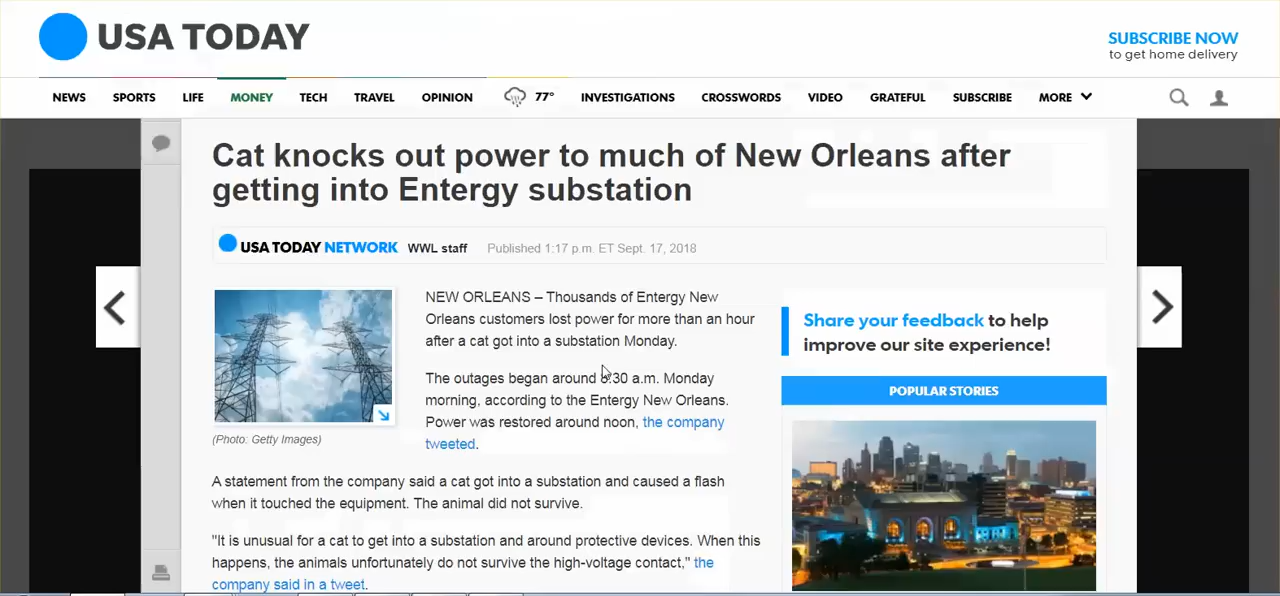 USA TODAY
SUBSCRIBE NOW
to get home delivery
NEWS SPORTS LIFE MONEY TECH TRAVEL OPINION 77° INVESTIGATIONS CROSSWORDS VIDEO GRATEFUL SUBSCRIBE MORE
Cat knocks out power to much of New Orleans after
getting into Entergy substation
USA TODAY NETWORK WWL staff Published 1:17 p.m. ET Sept. 17, 2018
NEW ORLEANS – Thousands of Entergy New
Orleans customers lost power for more than an hour
after a cat got into a substation Monday.
The outages began around :30 a.m. Monday
morning, according to the Entergy New Orleans.
Power was restored around noon, the company
tweeted.
(Photo: Getty Images)
A statement from the company said a cat got into a substation and caused a flash
when it touched the equipment. The animal did not survive.
"It is unusual for a cat to get into a substation and around protective devices. When this
happens, the animals unfortunately do not survive the high-voltage contact," the
company said in a tweet.
Share your feedback to help
improve our site experience!
POPULAR STORIES